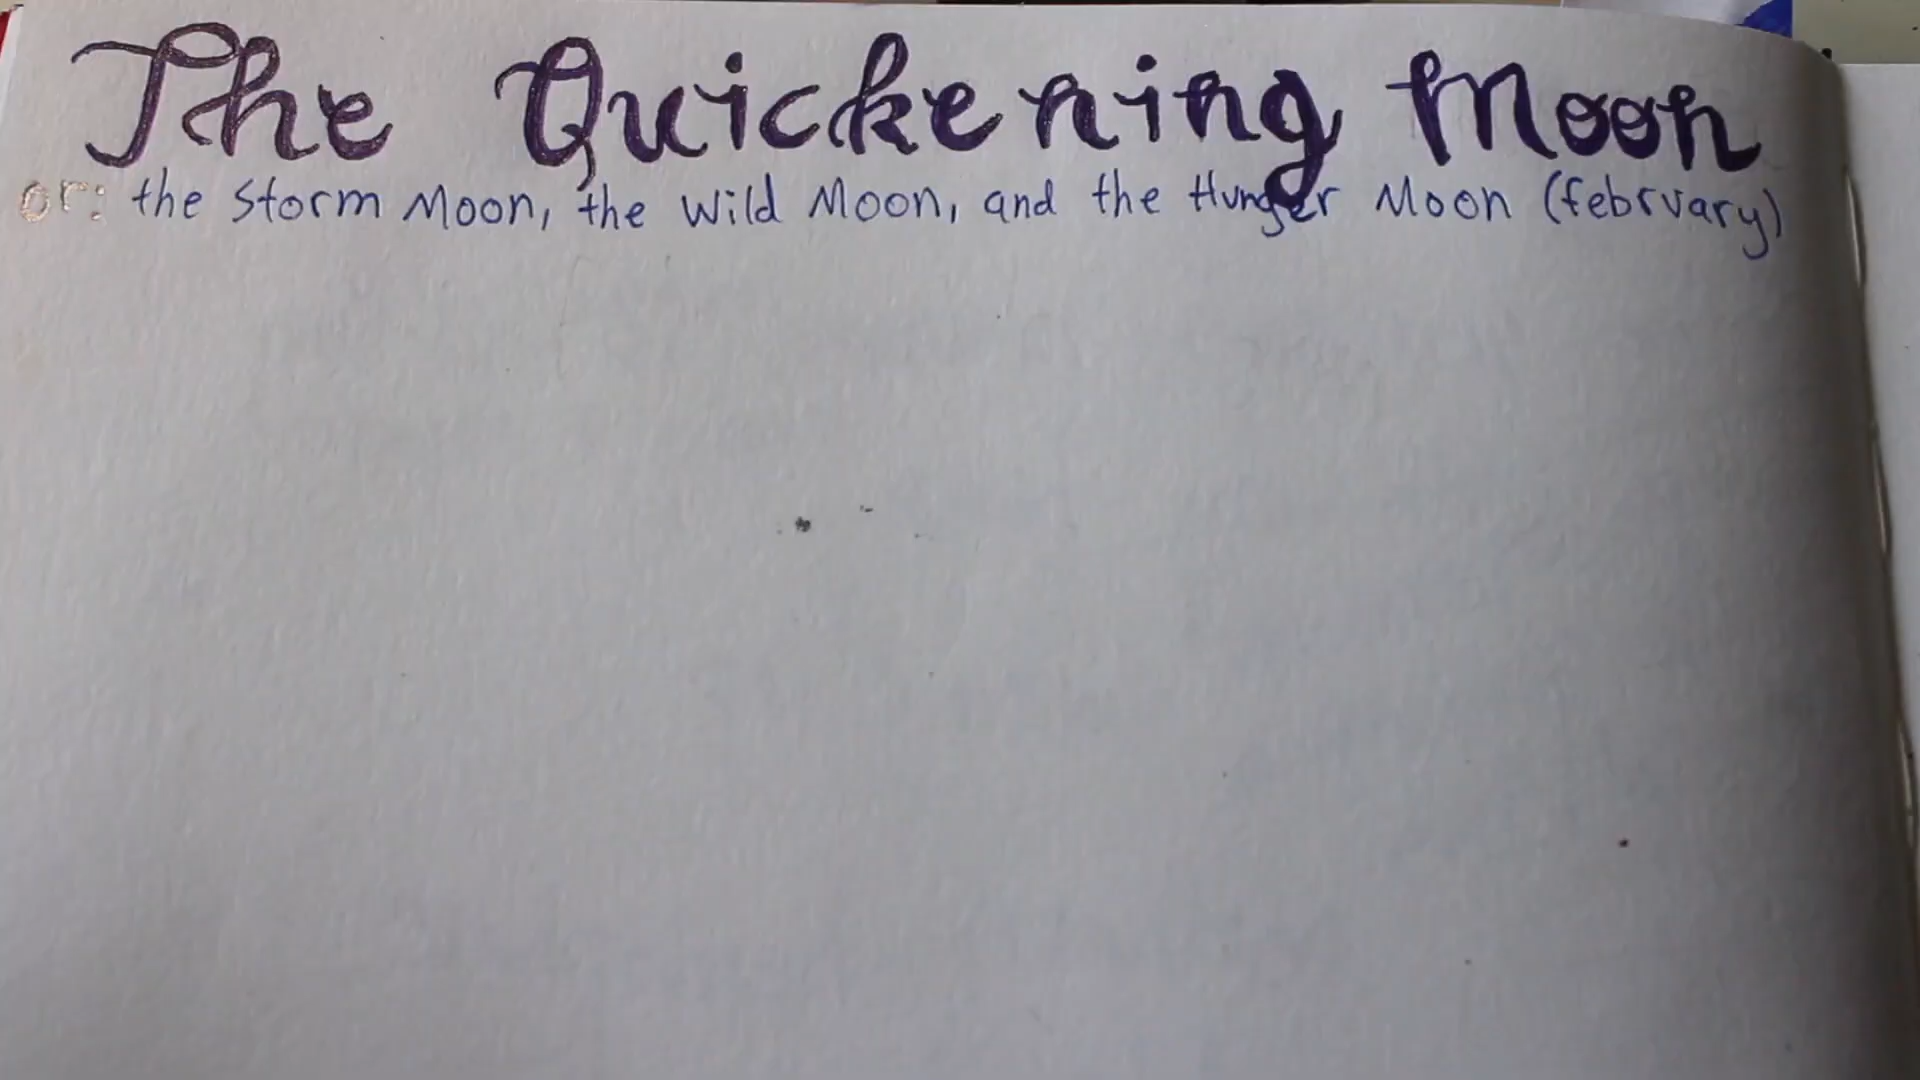 The Quickening Moon
or: the Storm Moon, the Wild Moon, and the Hunger Moon (february)